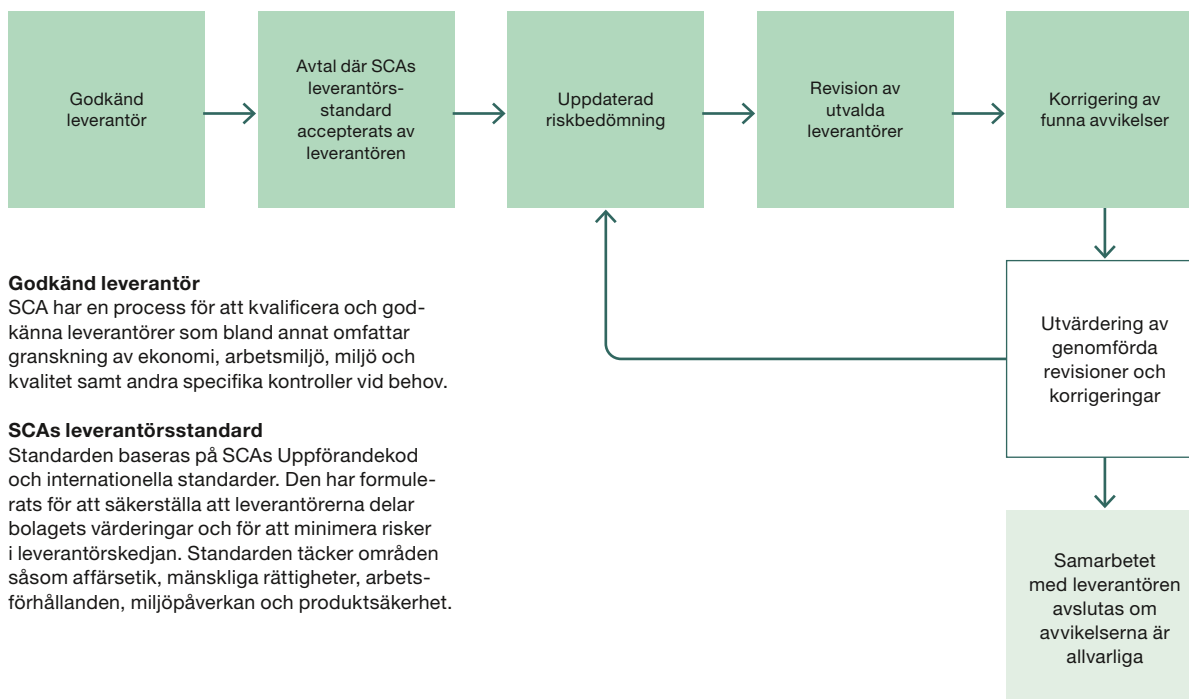 Godkänd
leverantör
Avtal där SCAs
leverantörs-
standard
accepterats av
leverantören
Uppdaterad
riskbedömning
Revision av
utvalda
leverantörer
Korrigering av
funna avvikelser
Utvärdering av
genomförda
revisioner och
korrigeringar
Samarbetet
med leverantören
avslutas om
avvikelserna är
allvarliga
Godkänd leverantör
SCA har en process för att kvalificera och god-
känna leverantörer som bland annat omfattar
granskning av ekonomi, arbetsmiljö, miljö och
kvalitet samt andra specifika kontroller vid behov.
SCAs leverantörsstandard
Standarden baseras på SCAs Uppförandekod
och internationella standarder. Den har formule-
rats för att säkerställa att leverantörerna delar
bolagets värderingar och för att minimera risker
i leverantörskedjan. Standarden täcker områden
såsom affärsetik, mänskliga rättigheter, arbets-
förhållanden, miljöpåverkan och produktsäkerhet.